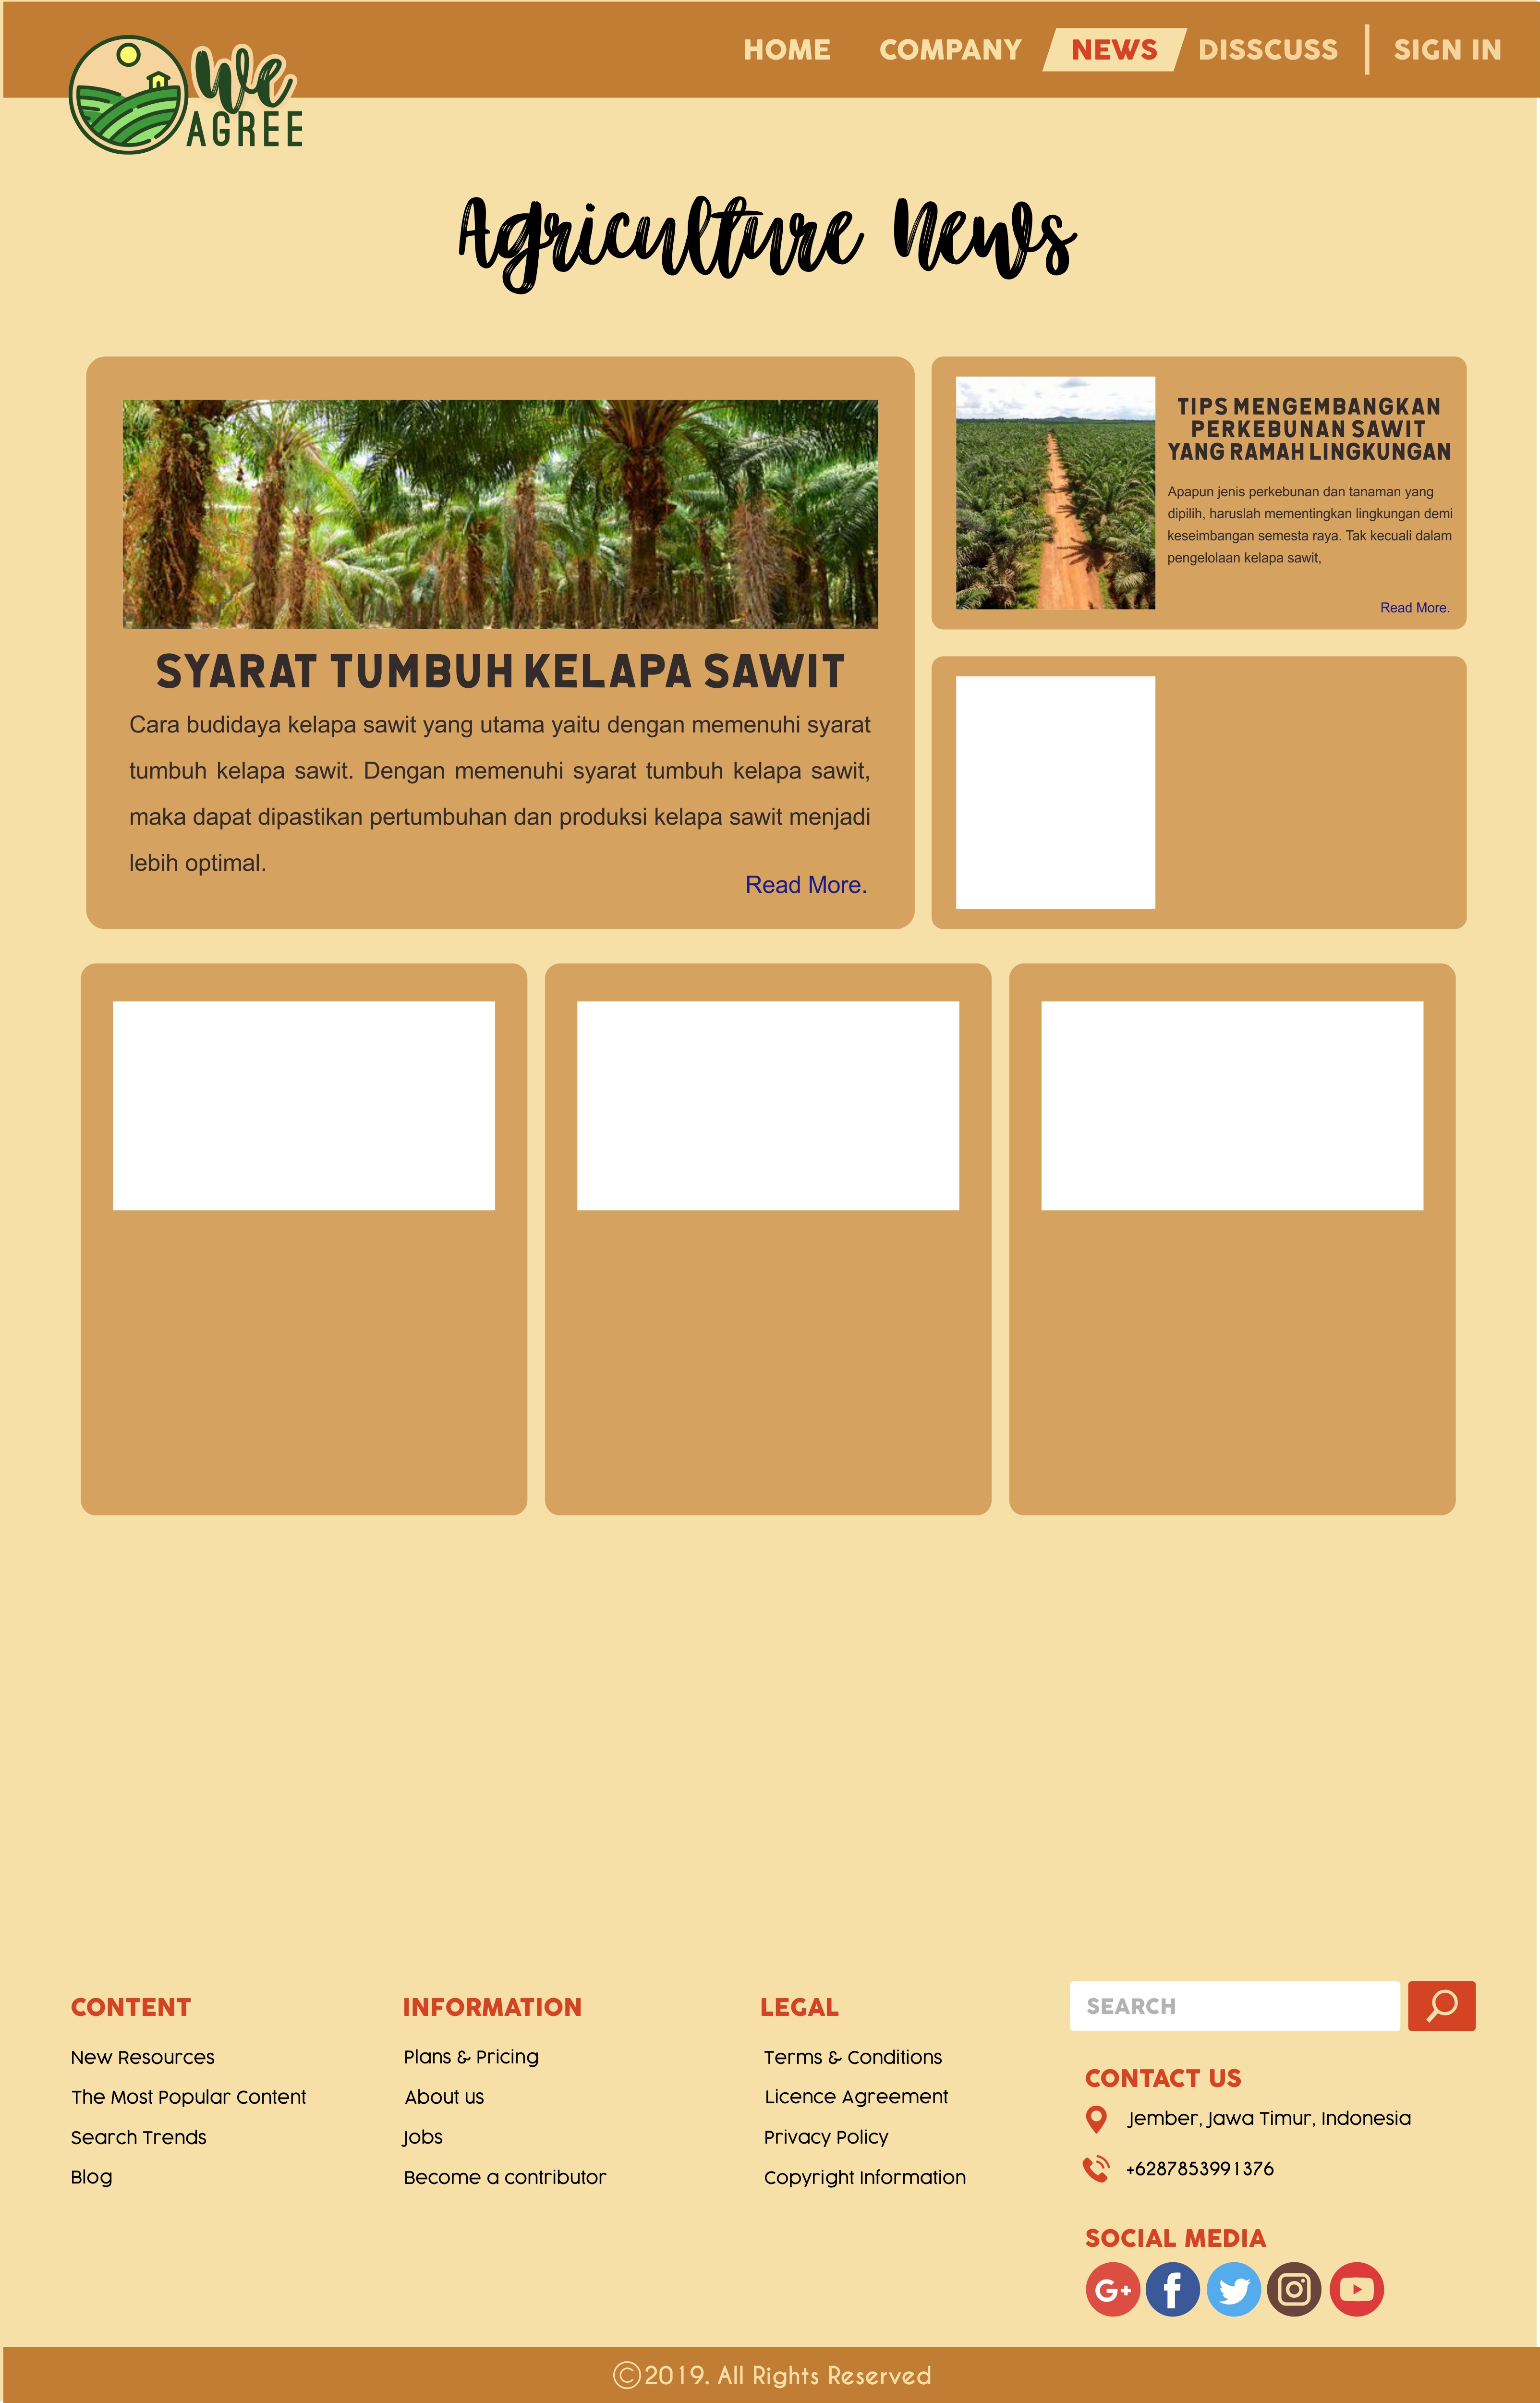 HOME COMPANY NEWS DISSCUSS SIGN IN
We
AGREE
Agriculture News
SYARAT TUMBUH KELAPA SAWIT
Cara budidaya kelapa sawit yang utama yaitu dengan memenuhi syarat
tumbuh kelapa sawit. Dengan memenuhi syarat tumbuh kelapa sawit,
maka dapat dipastikan pertumbuhan dan produksi kelapa sawit menjadi
lebih optimal.
Read More.
TIPS MENGEMBANGKAN
PERKEBUNAN SAWIT
YANG RAMAH LINGKUNGAN
Apapun jenis perkebunan dan tanaman yang
dipilih, haruslah mementingkan lingkungan demi
keseimbangan semesta raya. Tak kecuali dalam
pengelolaan kelapa sawit,
Read More.
CONTENT
New Resources
The Most Popular Content
Search Trends
Blog
INFORMATION
Plans & Pricing
About us
Jobs
Become a contributor
LEGAL
Terms & Conditions
Licence Agreement
Privacy Policy
Copyright Information
SEARCH
CONTACT US
Jember, Jawa Timur, Indonesia
+6287853991376
SOCIAL MEDIA
G+ f
©2019. All Rights Reserved